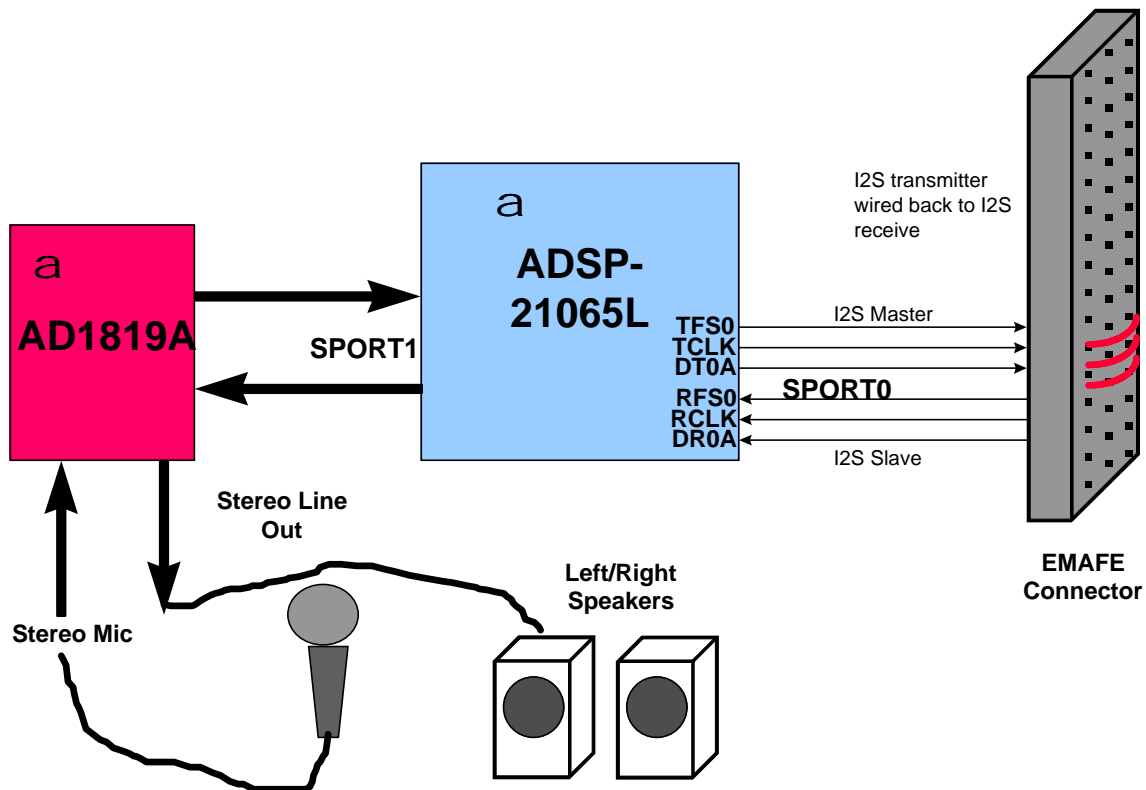 I2S transmitter
wired back to I2S
receive
a
ADSP-
21065L
a
AD1819A
SPORT1
TFS0
TCLK
DT0A
RFS0
RCLK
DR0A
I2S Master
SPORT0
I2S Slave
Stereo Line
Out
EMAFE
Connector
Left/Right
Speakers
Stereo Mic